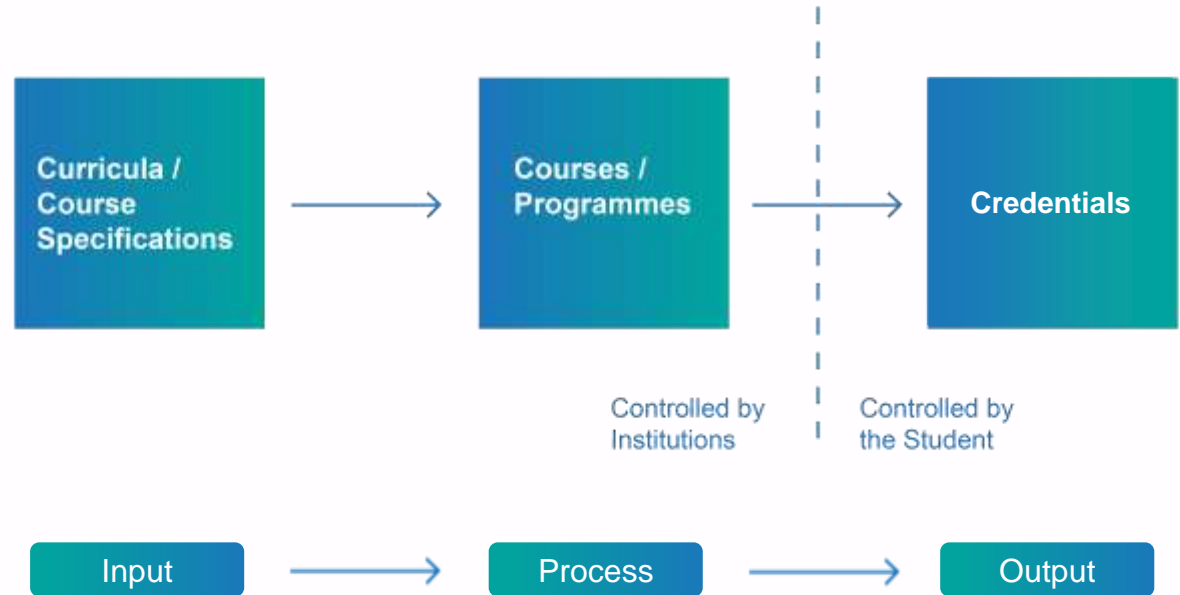 Curricula /
Course
Specifications
Courses /
Programmes
Credentials
Controlled by
Institutions
Controlled by
the Student
Input
Process
Output